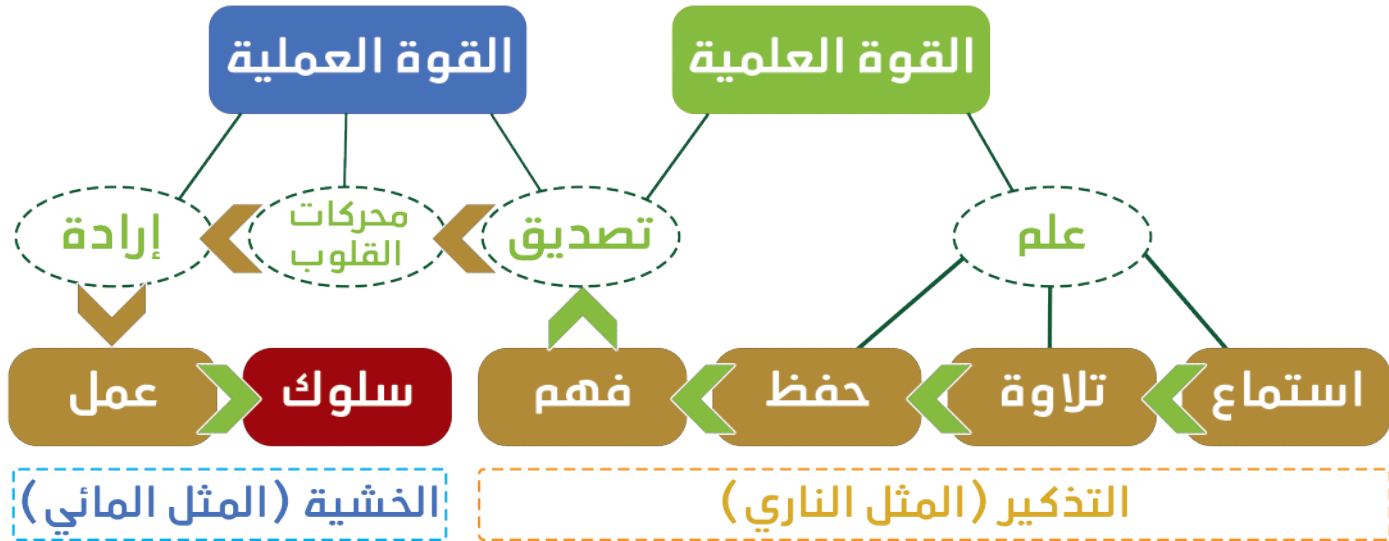 القوة العلمية
القوة العملية
علم
تصديق
محركات
القلوب
إرادة
استماع
تلاوة
حفظ
فهم
سلوك
عمل
التذكير (المثل الناري)
الخشية (المثل المائي)